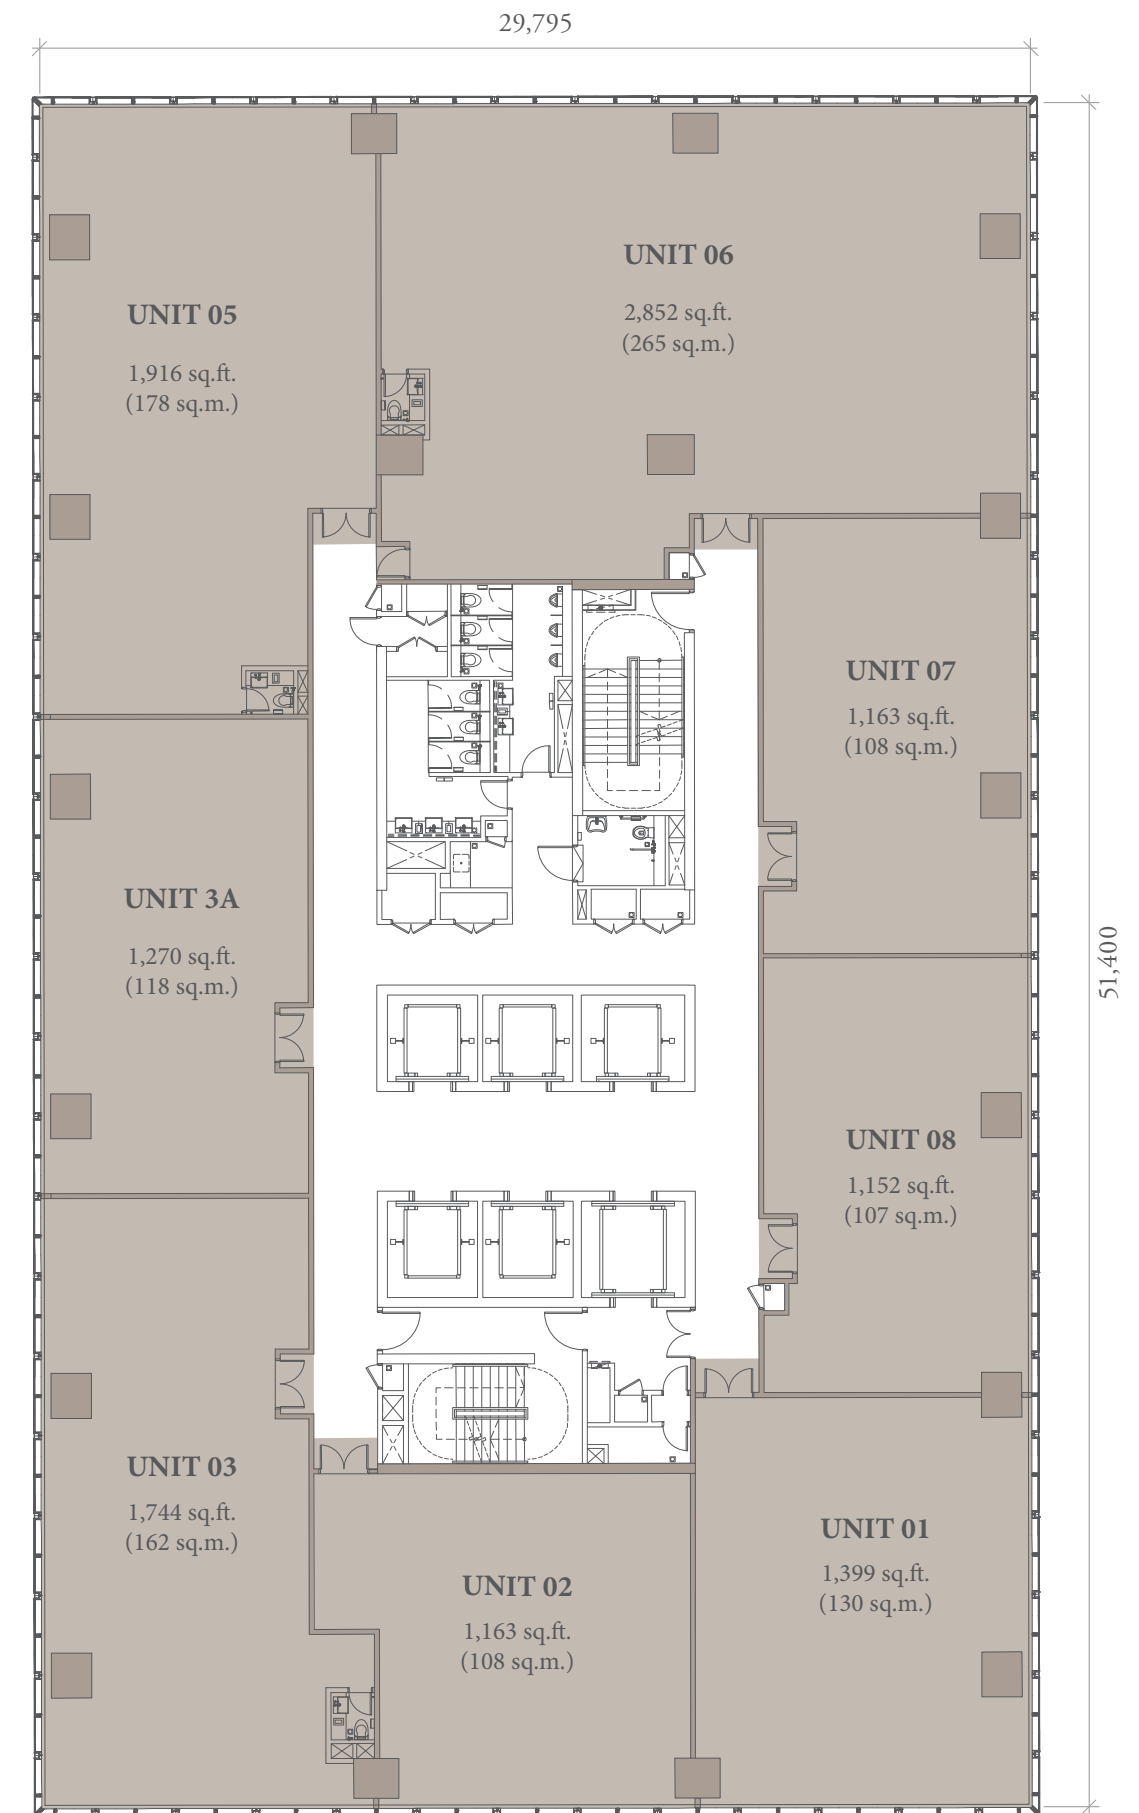 29,795
UNIT 06
2,852 sq.ft.
(265 sq.m.)
UNIT 05
1,916 sq.ft.
(178 sq.m.)
UNIT 07
1,163 sq.ft.
(108 sq.m.)
UNIT 3A
1,270 sq.ft.
(118 sq.m.)
51,400
UNIT 08
1,152 sq.ft.
(107 sq.m.)
UNIT 03
1,744 sq.ft.
(162 sq.m.)
UNIT 01
1,399 sq.ft.
(130 sq.m.)
UNIT 02
1,163 sq.ft.
(108 sq.m.)